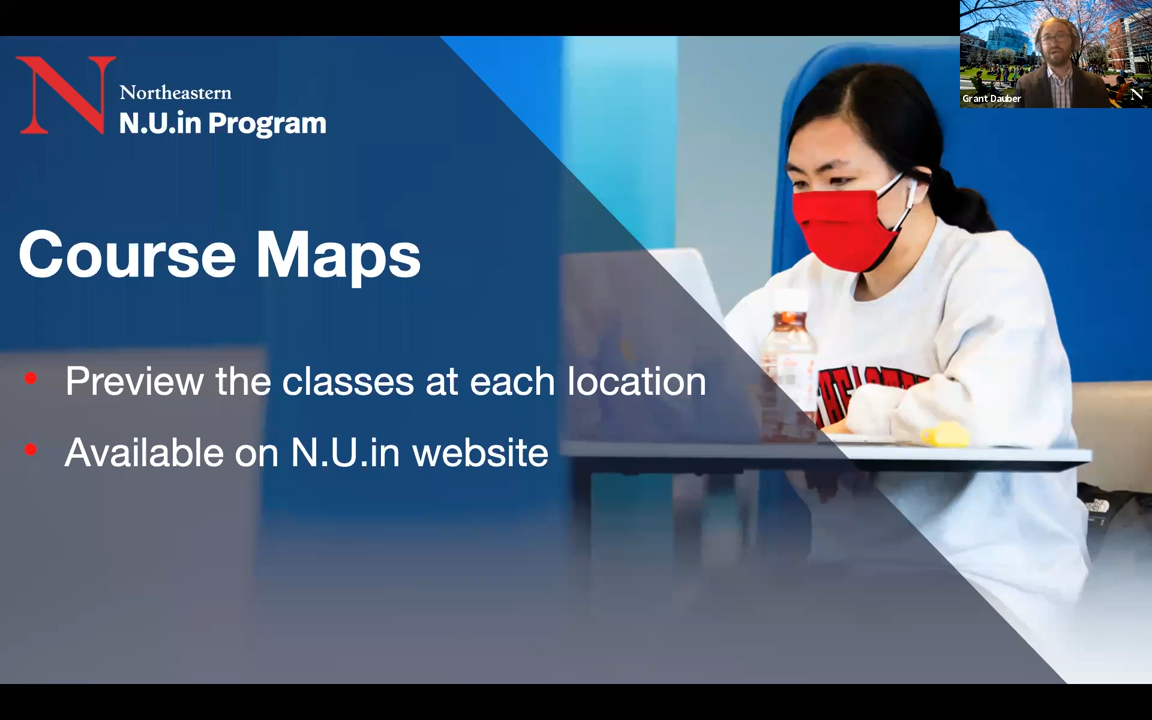 N
Northeastern
N.U.in Program
Grant Dauber
N
Course Maps
Preview the classes at each location
Available on N.U.in website